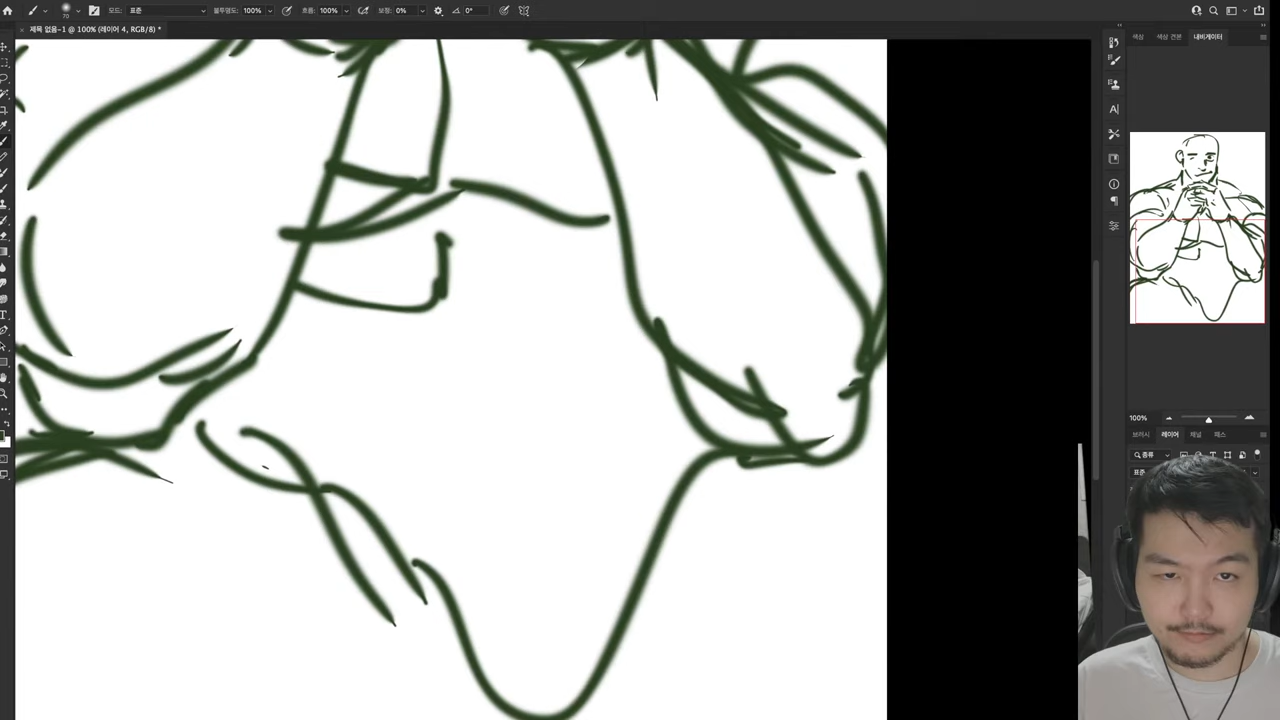 모드: 표준 불투명도: 100% 흐름: 100% 보정: 0% 0°
제목 없음-1 @ 100% (레이어 4, RGB/8) *
색상 색상 견본 내비게이터
100%
브러시 레이어 채널 패스
종류
표준
70